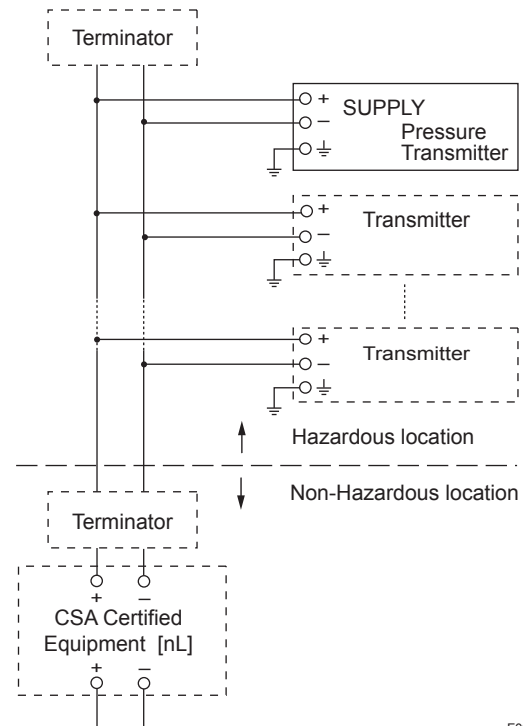 Terminator
+
SUPPLY
–
Pressure
Transmitter
+
Transmitter
–
+
Transmitter
–
Hazardous location
Non-Hazardous location
Terminator
+ –
CSA Certified
Equipment [nL]
+ –